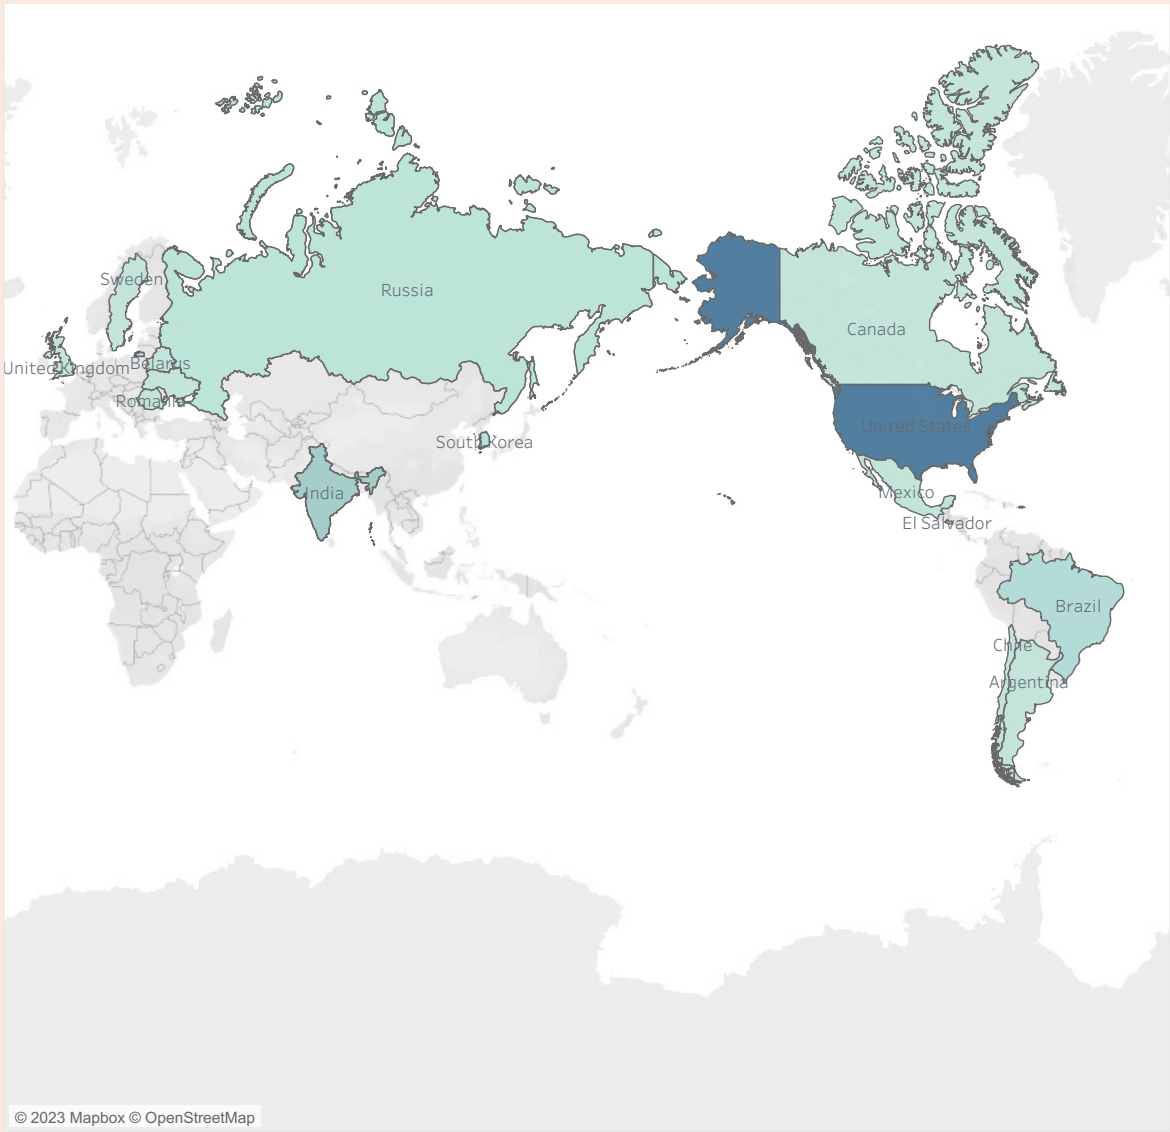 Sweden
Russia
Canada
United Kingdom
Belarus
Romania
United States
South Korea
India
Mexico
El Salvador
Brazil
Chile
Argentina
© 2023 Mapbox © OpenStreetMap